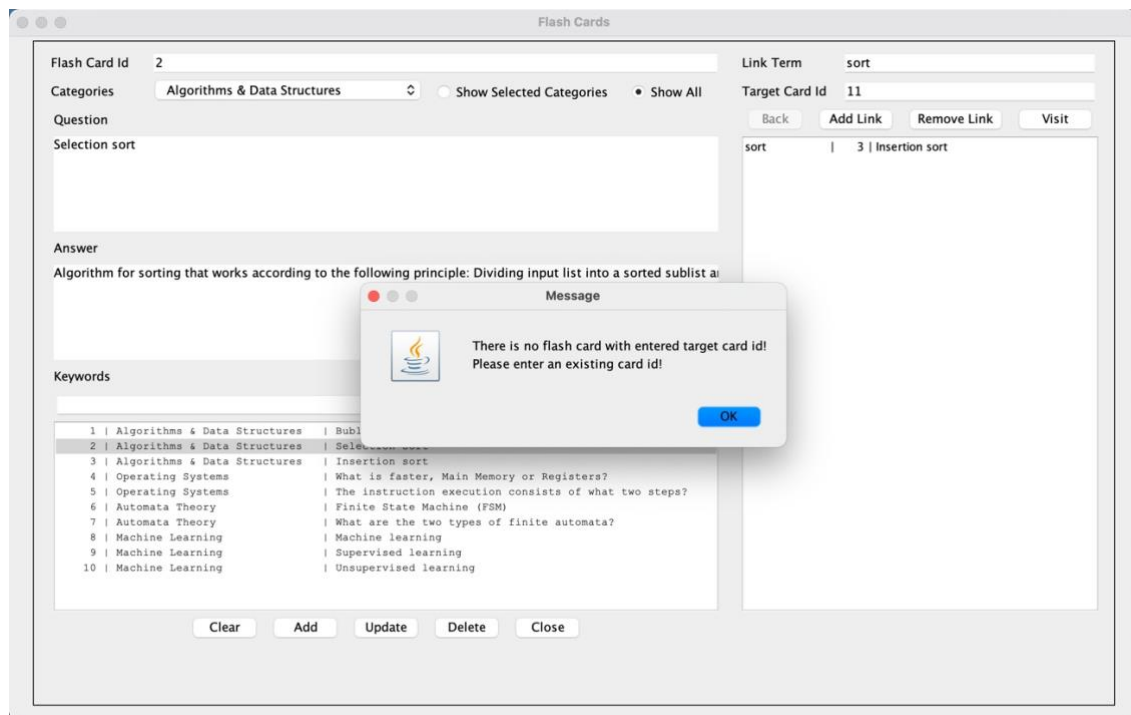 Flash Cards
Flash Card Id 2
Categories Algorithms & Data Structures Show Selected Categories Show All
Question
Selection sort
Answer
Algorithm for sorting that works according to the following principle: Dividing input list into a sorted sublist
Keywords
1 | Algorithms & Data Structures |
2 | Algorithms & Data Structures |
3 | Algorithms & Data Structures | Insertion sort
4 | Operating Systems | What is faster, Main Memory or Registers?
5 | Operating Systems | The instruction execution consists of what two steps?
6 | Automata Theory | Finite State Machine (FSM)
7 | Automata Theory | What are the two types of finite automata?
8 | Machine Learning | Machine learning
9 | Machine Learning | Supervised learning
10 | Machine Learning | Unsupervised learning
Clear Add Update Delete Close
Link Term sort
Target Card Id 11
Back Add Link Remove Link Visit
sort | 3 | Insertion sort
Message
There is no flash card with entered target card id!
Please enter an existing card id!
OK